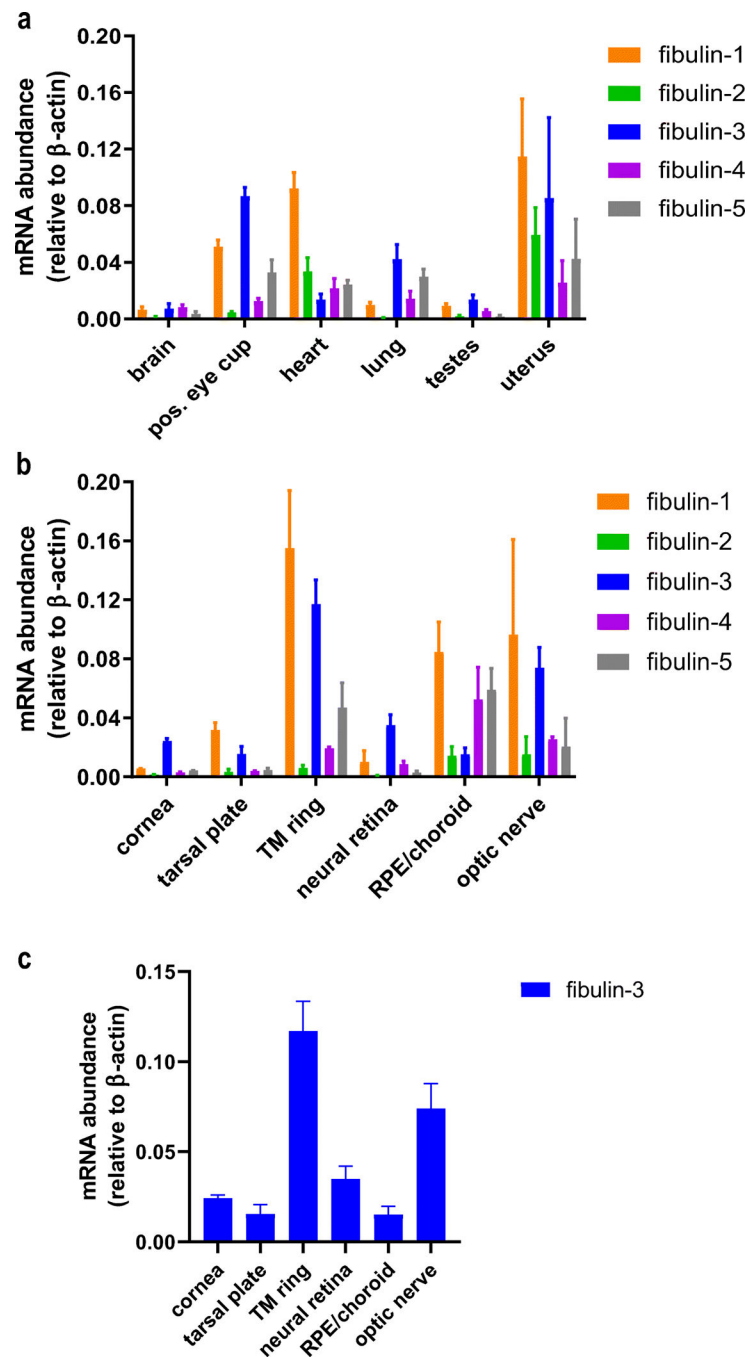 a
mRNA abundance
(relative to β-actin)
0.20
0.16
0.12
0.08
0.04
0.00
brain
pos. eye cup
heart
lung
testes
uterus
fibulin-1
fibulin-2
fibulin-3
fibulin-4
fibulin-5
b
mRNA abundance
(relative to β-actin)
0.20
0.16
0.12
0.08
0.04
0.00
cornea
tarsal plate
TM ring
neural retina
RPE/choroid
optic nerve
fibulin-1
fibulin-2
fibulin-3
fibulin-4
fibulin-5
c
mRNA abundance
(relative to β-actin)
0.15
0.10
0.05
0.00
cornea
tarsal plate
TM ring
neural retina
RPE/choroid
optic nerve
fibulin-3